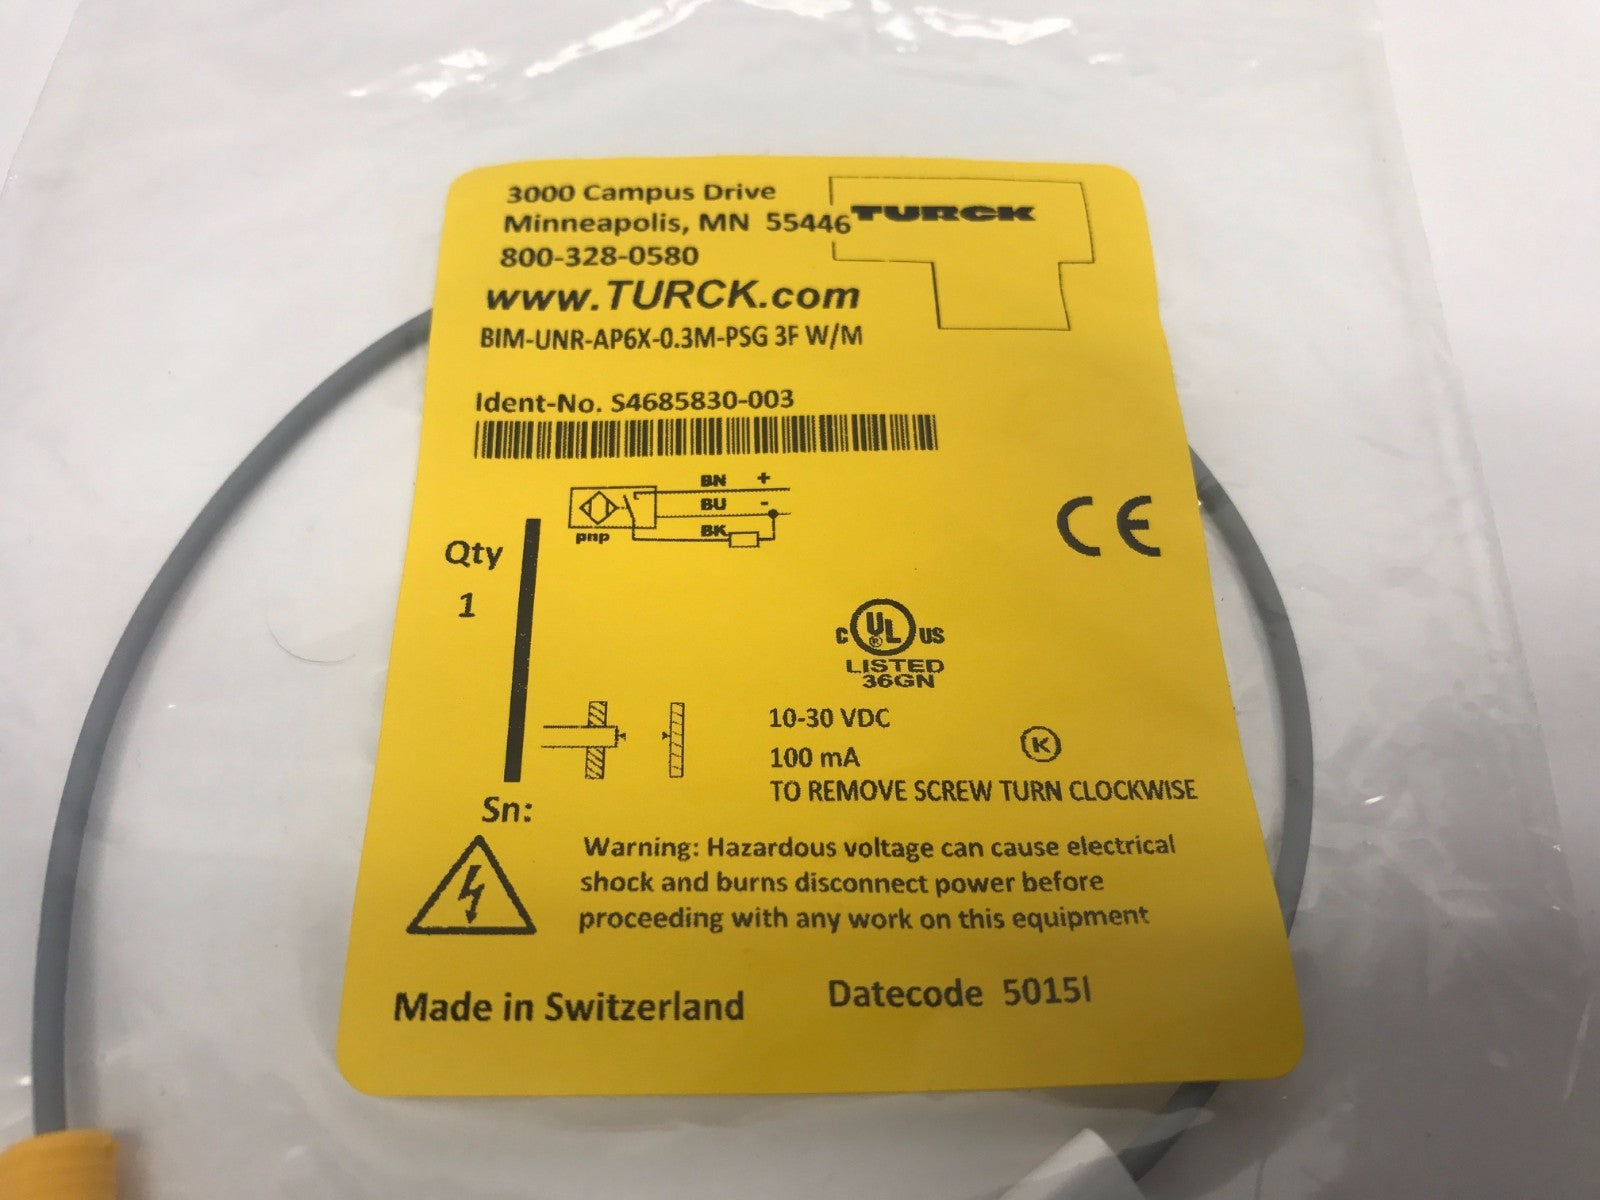 3000 Campus Drive
Minneapolis, MN 55446
TURCK
800-328-0580
www.TURCK.com
BIM-UNR-AP6X-0.3M-PSG 3F W/M
Ident-No. S4685830-003
BN +
BU -
BK
pnp
Qty
1
CE
C UL US
®
LISTED
36GN
10-30 VDC
100 mA
K
TO REMOVE SCREW TURN CLOCKWISE
Sn:
Warning: Hazardous voltage can cause electrical
shock and burns disconnect power before
proceeding with any work on this equipment
Made in Switzerland
Datecode 5015I